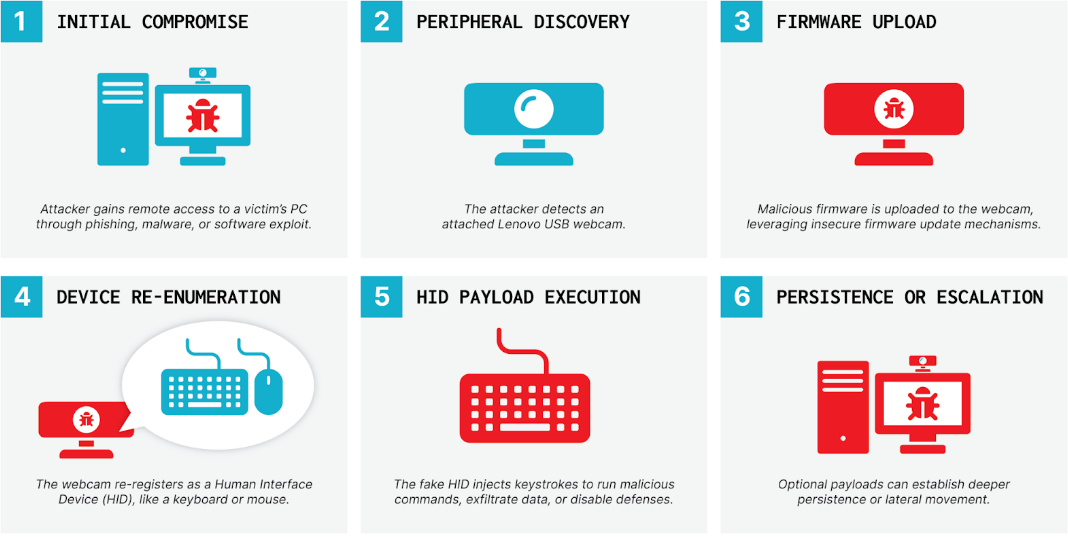 1 INITIAL COMPROMISE
Attacker gains remote access to a victim's PC
through phishing, malware, or software exploit.
2 PERIPHERAL DISCOVERY
The attacker detects an
attached Lenovo USB webcam.
3 FIRMWARE UPLOAD
Malicious firmware is uploaded to the webcam,
leveraging insecure firmware update mechanisms.
4 DEVICE RE-ENUMERATION
The webcam re-registers as a Human Interface
Device (HID), like a keyboard or mouse.
5 HID PAYLOAD EXECUTION
The fake HID injects keystrokes to run malicious
commands, exfiltrate data, or disable defenses.
6 PERSISTENCE OR ESCALATION
Optional payloads can establish deeper
persistence or lateral movement.